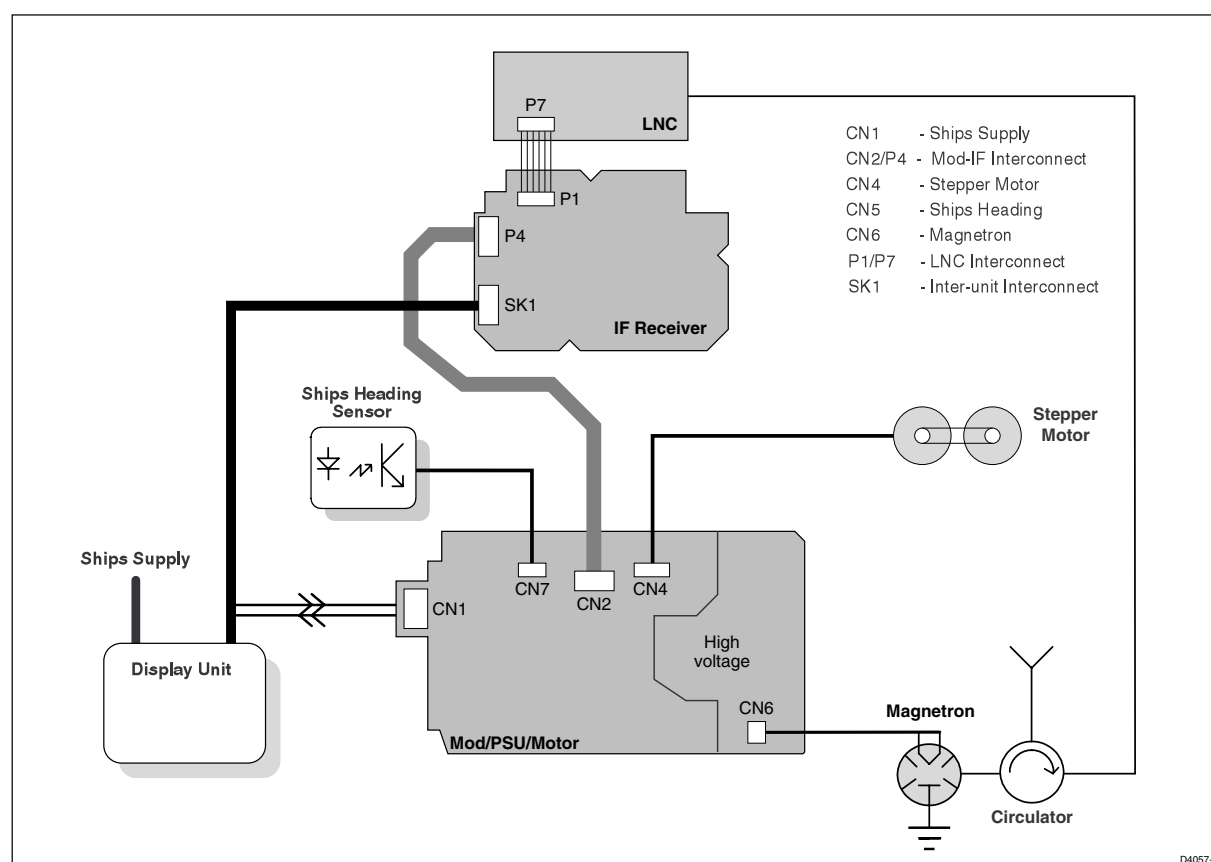 P7
LNC
CN1 - Ships Supply
CN2/P4 - Mod-IF Interconnect
CN4 - Stepper Motor
CN5 - Ships Heading
CN6 - Magnetron
P1/P7 - LNC Interconnect
SK1 - Inter-unit Interconnect
P1
P4
SK1
IF Receiver
Ships Heading
Sensor
Stepper
Motor
Ships Supply
CN7
CN2
CN4
CN1
High
voltage
Display Unit
CN6
Magnetron
Mod/PSU/Motor
Circulator
D4057-